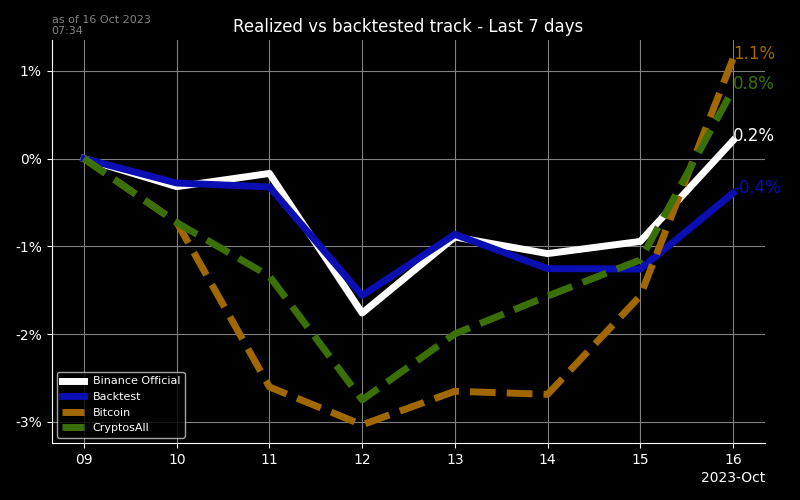 as of 16 Oct 2023
07:34
Realized vs backtested track - Last 7 days
1%
0%
-1%
-2%
-3%
1.1%
0.8%
0.2%
-0.4%
Binance Official
Backtest
Bitcoin
CryptosAll
09 10 11 12 13 14 15 16
2023-Oct